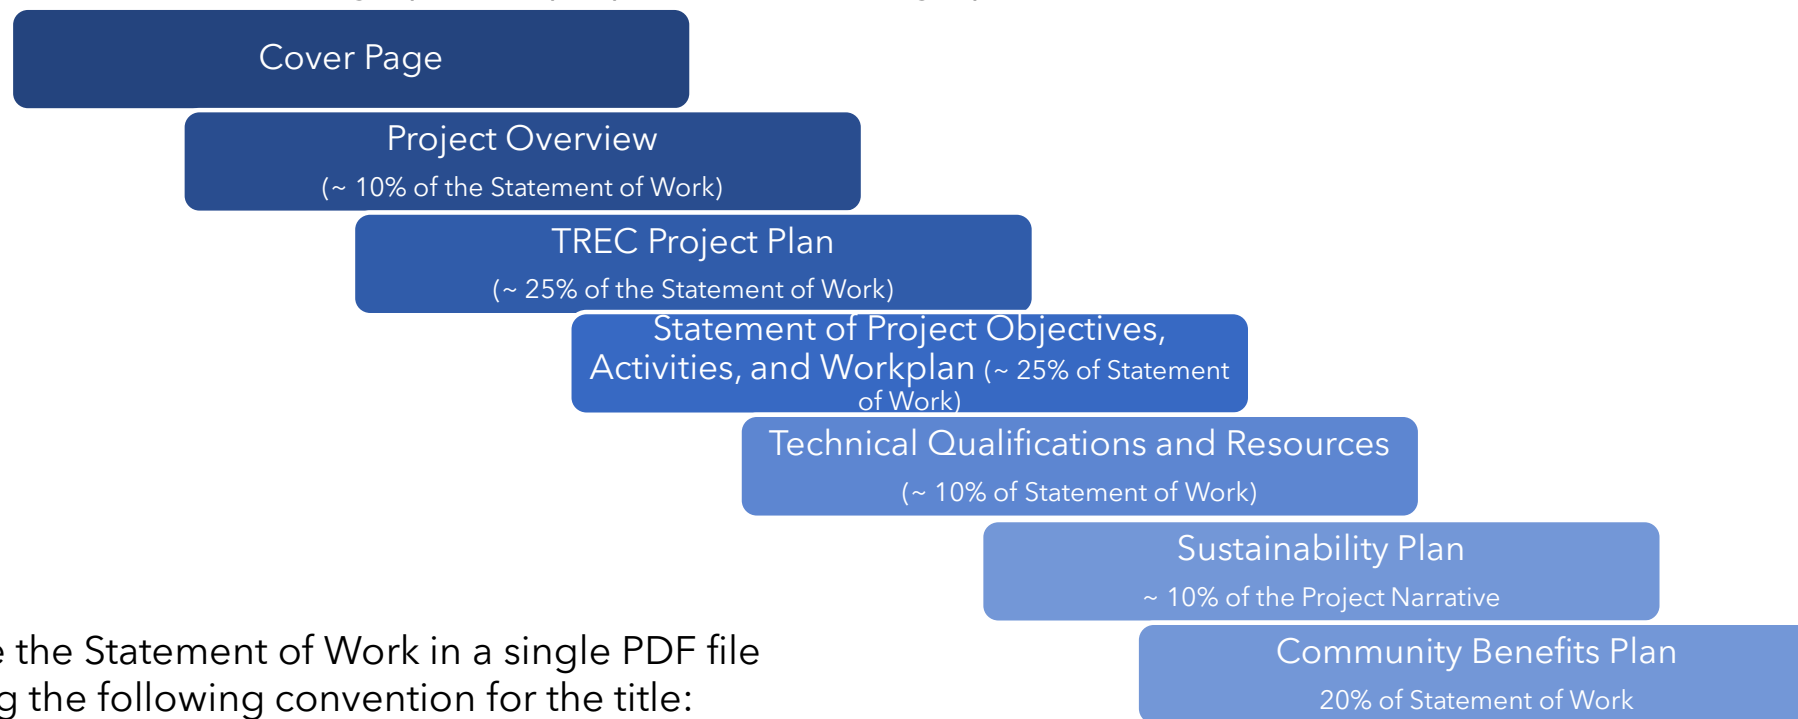 Cover Page
Project Overview
(~ 10% of the Statement of Work)
TREC Project Plan
(~ 25% of the Statement of Work)
Statement of Project Objectives,
Activities, and Workplan (~ 25% of Statement
of Work)
Technical Qualifications and Resources
(~ 10% of Statement of Work)
Sustainability Plan
~ 10% of the Project Narrative
Community Benefits Plan
20% of Statement of Work
the Statement of Work in a single PDF file
the following convention for the title: